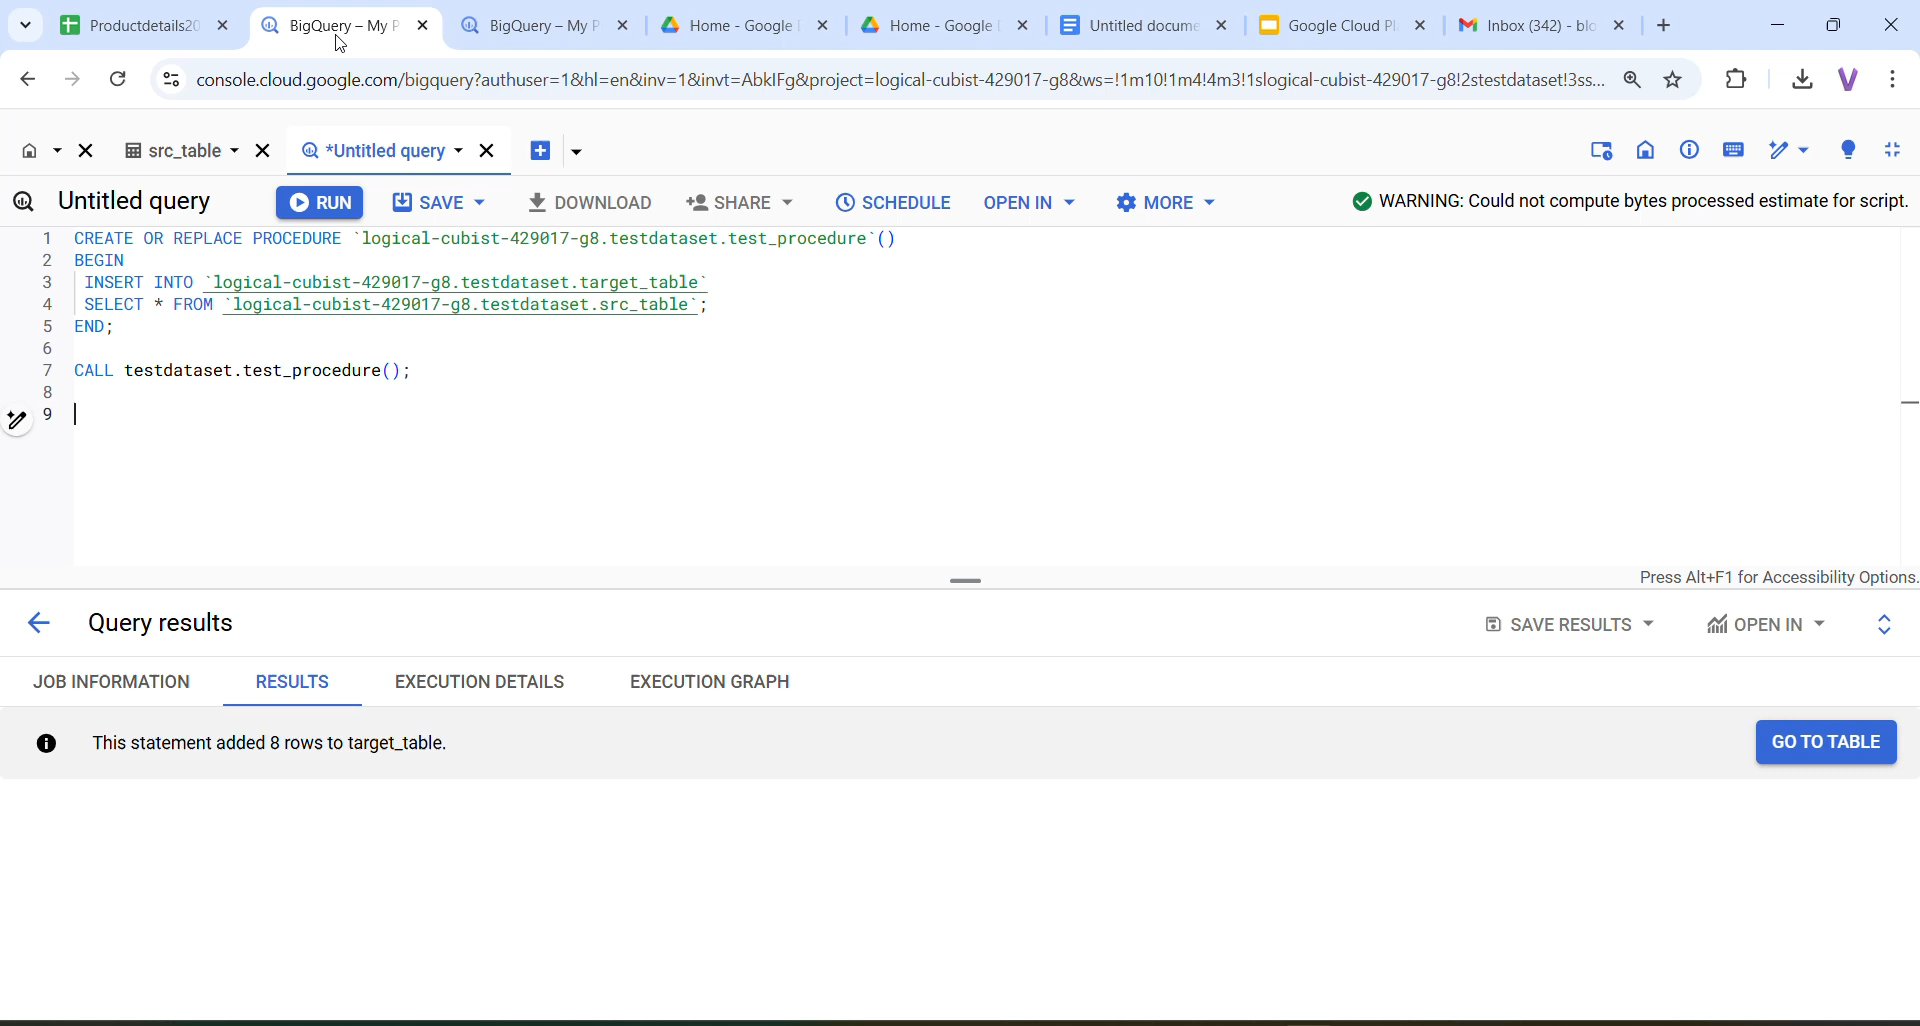 Productdetails20
BigQuery – My P
BigQuery – My P
Home - Google
Home - Google
Untitled docume
Google Cloud Pl
Inbox (342) - blo
console.cloud.google.com/bigquery?authuser=1&hl=en&inv=1&invt=AbklFg&project=logical-cubist-429017-g8&ws=!1m10!1m4!4m3!1slogical-cubist-429017-g8!2stestdataset!3ss...
src_table
*Untitled query
Untitled query
RUN
SAVE
DOWNLOAD
SHARE
SCHEDULE
OPEN IN
MORE
WARNING: Could not compute bytes processed estimate for script.
1 CREATE OR REPLACE PROCEDURE `logical-cubist-429017-g8.testdataset.test_procedure`()
2 BEGIN
3 INSERT INTO `logical-cubist-429017-g8.testdataset.target_table`
4 SELECT * FROM `logical-cubist-429017-g8.testdataset.src_table`;
5 END;
6
7 CALL testdataset.test_procedure();
8
9
Press Alt+F1 for Accessibility Options.
Query results
SAVE RESULTS
OPEN IN
JOB INFORMATION
RESULTS
EXECUTION DETAILS
EXECUTION GRAPH
This statement added 8 rows to target_table.
GO TO TABLE